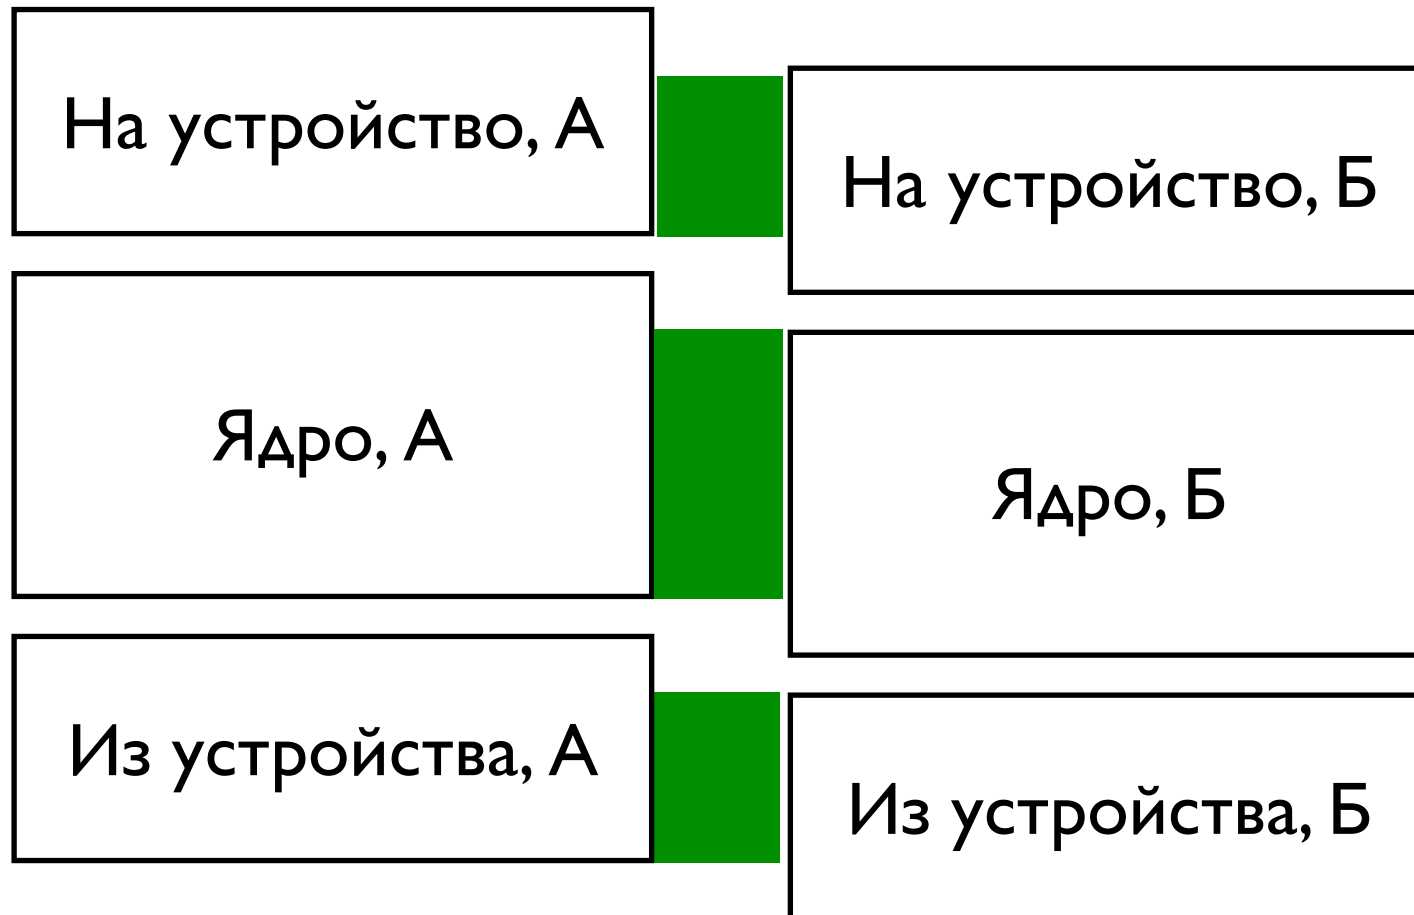 На устройство, А
На устройство, Б
Ядро, А
Ядро, Б
Из устройства, А
Из устройства, Б